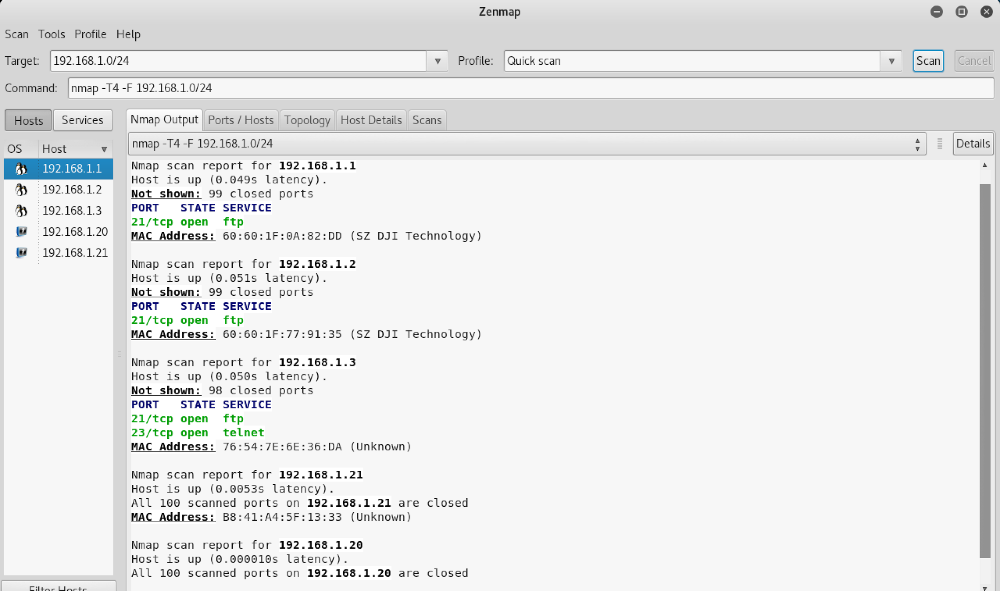 Zenmap
Scan Tools Profile Help
Target: 192.168.1.0/24 Profile: Quick scan Scan Cancel
Command: nmap -T4 -F 192.168.1.0/24
Hosts Services
OS Host
192.168.1.1
192.168.1.2
192.168.1.3
192.168.1.20
192.168.1.21
Filter Hosts
Nmap Output Ports / Hosts Topology Host Details Scans
nmap -T4 -F 192.168.1.0/24 Details
Nmap scan report for 192.168.1.1
Host is up (0.049s latency).
Not shown: 99 closed ports
PORT STATE SERVICE
21/tcp open ftp
MAC Address: 60:60:1F:0A:82:DD (SZ DJI Technology)
Nmap scan report for 192.168.1.2
Host is up (0.051s latency).
Not shown: 99 closed ports
PORT STATE SERVICE
21/tcp open ftp
MAC Address: 60:60:1F:77:91:35 (SZ DJI Technology)
Nmap scan report for 192.168.1.3
Host is up (0.050s latency).
Not shown: 98 closed ports
PORT STATE SERVICE
21/tcp open ftp
23/tcp open telnet
MAC Address: 76:54:7E:6E:36:DA (Unknown)
Nmap scan report for 192.168.1.21
Host is up (0.0053s latency).
All 100 scanned ports on 192.168.1.21 are closed
MAC Address: B8:41:A4:5F:13:33 (Unknown)
Nmap scan report for 192.168.1.20
Host is up (0.000010s latency).
All 100 scanned ports on 192.168.1.20 are closed